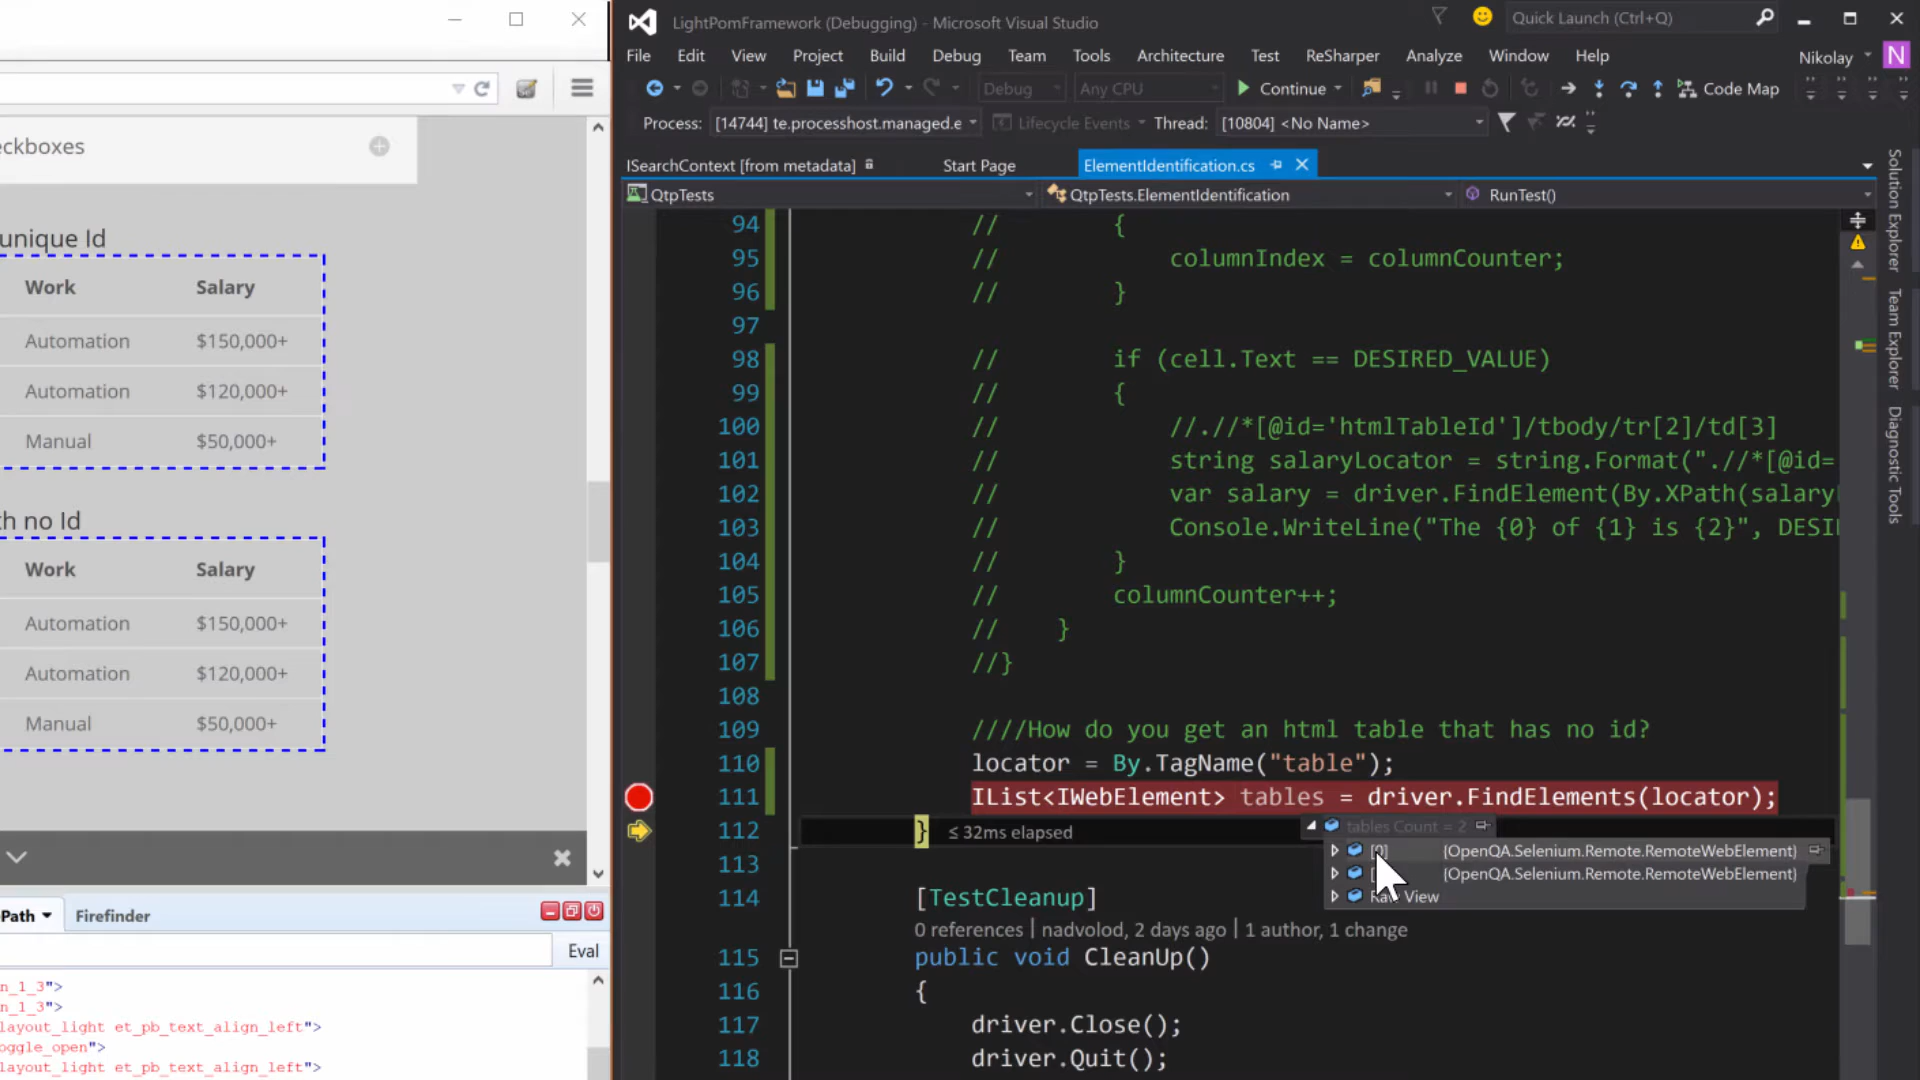 eckboxes
unique Id
Work Salary
Automation $150,000+
Automation $120,000+
Manual $50,000+
th no Id
Work Salary
Automation $150,000+
Automation $120,000+
Manual $50,000+
Path Firefinder
Eval
n_1_3">
n_1_3">
layout_light et_pb_text_align_left">
oggle_open">
layout_light et_pb_text_align_left">
LightPomFramework (Debugging) - Microsoft Visual Studio
Quick Launch (Ctrl+Q)
File Edit View Project Build Debug Team Tools Architecture Test ReSharper Analyze Window Help
Nikolay N
Debug Any CPU Continue Code Map
Process: [14744] te.processhost.managed.e Lifecycle Events Thread: [10804] <No Name>
ISearchContext [from metadata] Start Page ElementIdentification.cs
QtpTests QtpTests.ElementIdentification RunTest()
94 // {
95 // columnIndex = columnCounter;
96 // }
97
98 // if (cell.Text == DESIRED_VALUE)
99 // {
100 // //.//*[@id='htmlTableId']/tbody/tr[2]/td[3]
101 // string salaryLocator = string.Format(".//*[@id=
102 // var salary = driver.FindElement(By.XPath(salaryL
103 // Console.WriteLine("The {0} of {1} is {2}", DESI
104 // }
105 // columnCounter++;
106 // }
107 //}
108
109 ////How do you get an html table that has no id?
110 locator = By.TagName("table");
111 IList<IWebElement> tables = driver.FindElements(locator);
112 } ≤ 32ms elapsed
tables Count = 2
[0] {OpenQA.Selenium.Remote.RemoteWebElement}
{OpenQA.Selenium.Remote.RemoteWebElement}
Raw View
113
114 [TestCleanup]
0 references | nadvolod, 2 days ago | 1 author, 1 change
115 public void CleanUp()
116 {
117 driver.Close();
118 driver.Quit();
Solution Explorer
Team Explorer
Diagnostic Tools